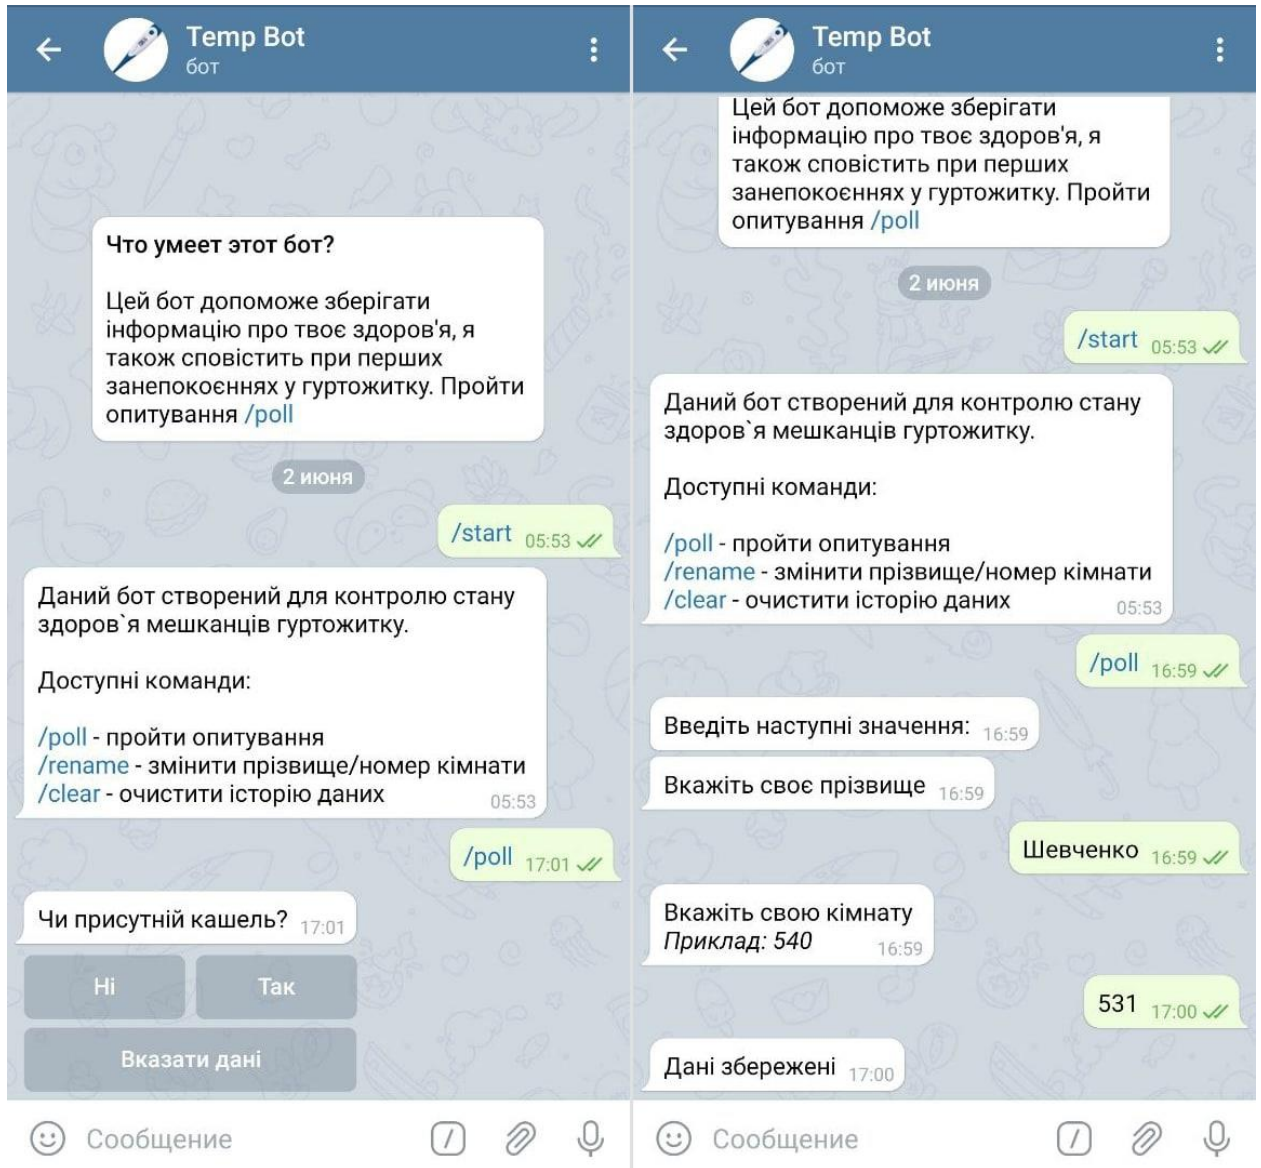 Temp Bot
бот
Что умеет этот бот?
Цей бот допоможе зберігати
інформацію про твоє здоров'я, я
також сповістить при перших
занепокоєннях у гуртожитку. Пройти
опитування /poll
2 июня
/start 05:53
Даний бот створений для контролю стану
здоров`я мешканців гуртожитку.
Доступні команди:
/poll - пройти опитування
/rename - змінити прізвище/номер кімнати
/clear - очистити історію даних
05:53
/poll 17:01
Чи присутній кашель? 17:01
Ні Так
Вказати дані
Сообщение
Temp Bot
бот
Цей бот допоможе зберігати
інформацію про твоє здоров'я, я
також сповістить при перших
занепокоєннях у гуртожитку. Пройти
опитування /poll
2 июня
/start 05:53
Даний бот створений для контролю стану
здоров`я мешканців гуртожитку.
Доступні команди:
/poll - пройти опитування
/rename - змінити прізвище/номер кімнати
/clear - очистити історію даних
05:53
/poll 16:59
Введіть наступні значення: 16:59
Вкажіть своє прізвище 16:59
Шевченко 16:59
Вкажіть свою кімнату
Приклад: 540 16:59
531 17:00
Дані збережені 17:00
Сообщение